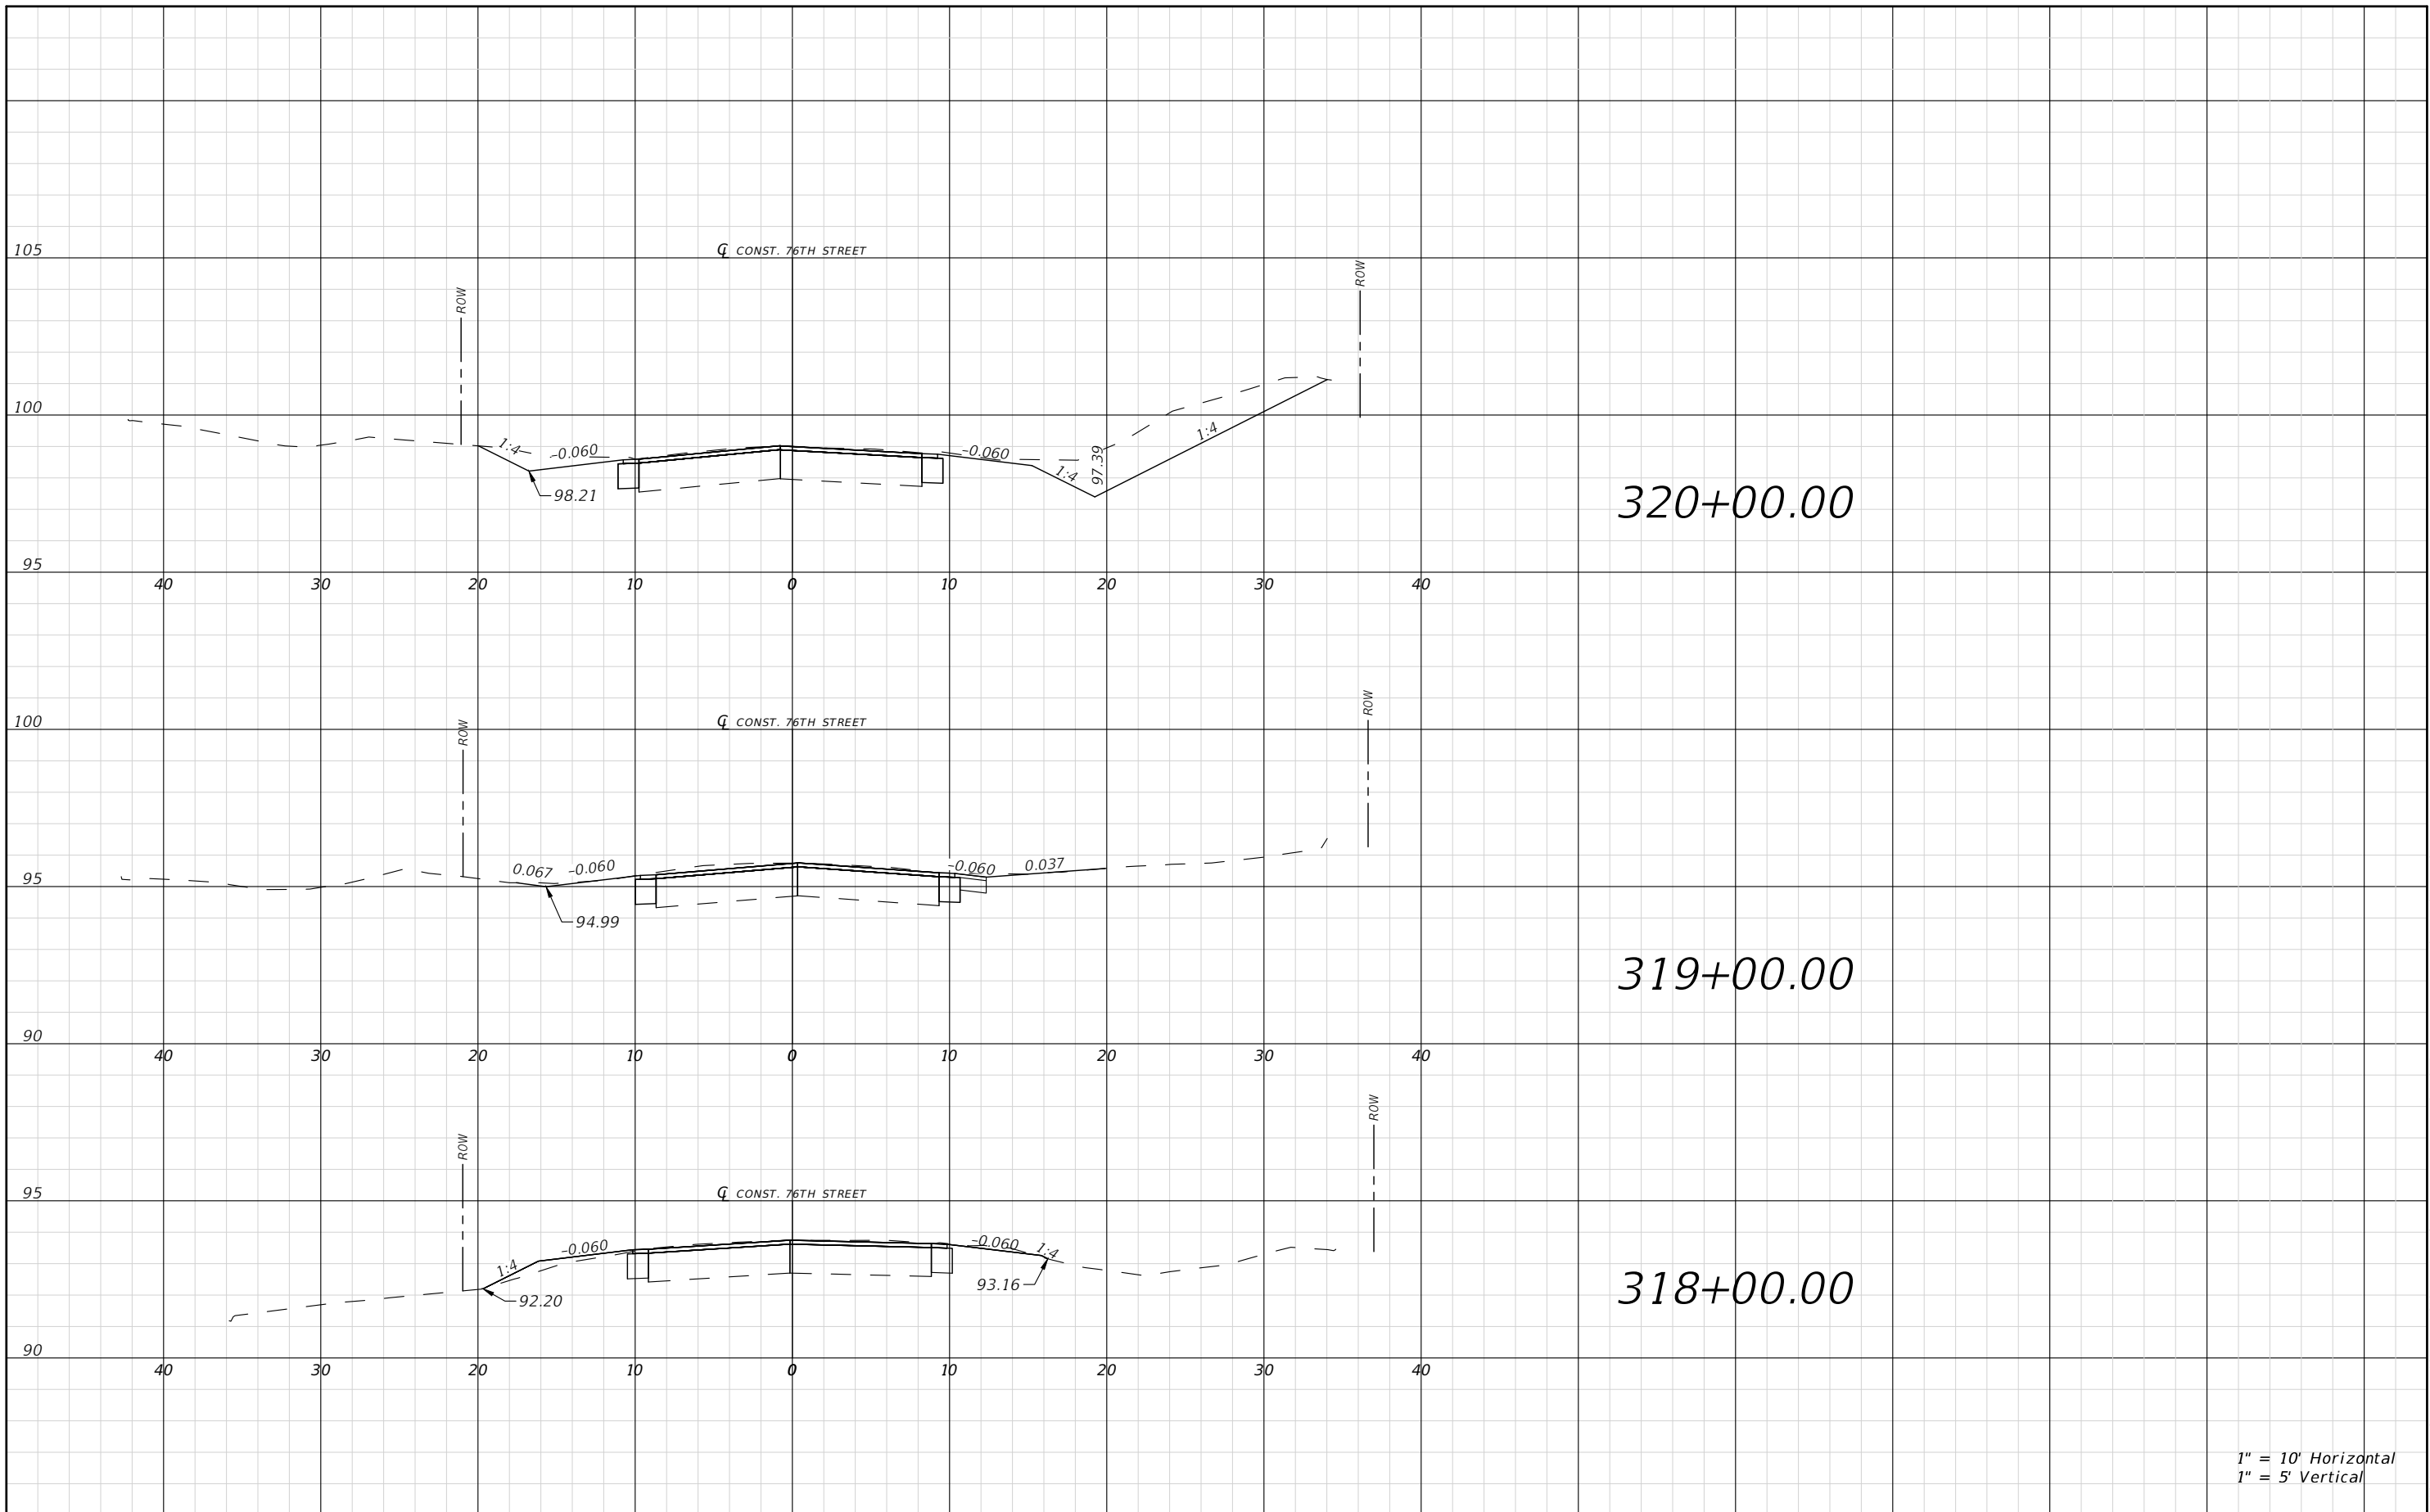 105
℄ CONST. 76TH STREET
ROW
ROW
100
1:4
-0.060
-0.060
1:4
97.39
1:4
98.21
320+00.00
95
40 30 20 10 0 10 20 30 40
ROW
ROW
100
℄ CONST. 76TH STREET
95
0.067
-0.060
-0.060
0.037
94.99
319+00.00
90
40 30 20 10 0 10 20 30 40
ROW
ROW
95
℄ CONST. 76TH STREET
1:4
-0.060
-0.060
1:4
92.20
93.16
318+00.00
90
40 30 20 10 0 10 20 30 40
1" = 10' Horizontal
1" = 5' Vertical